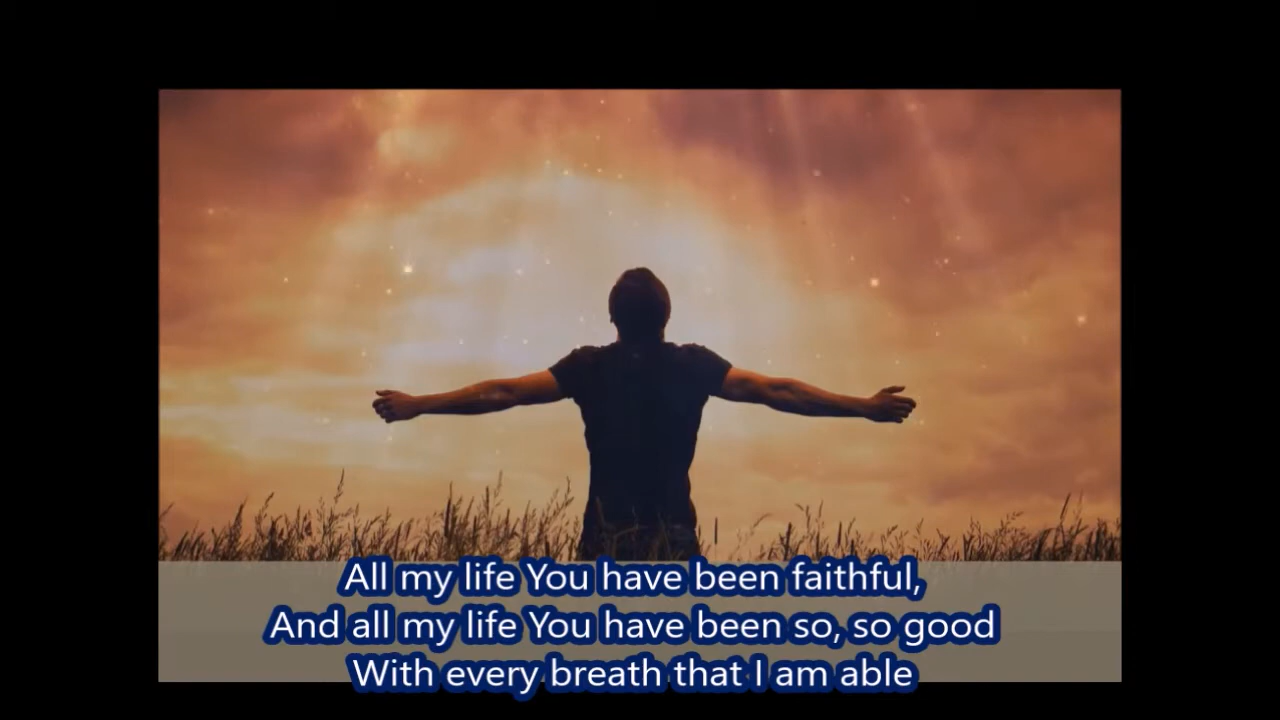 All my life You have been faithful,
And all my life You have been so, so good
With every breath that I am able